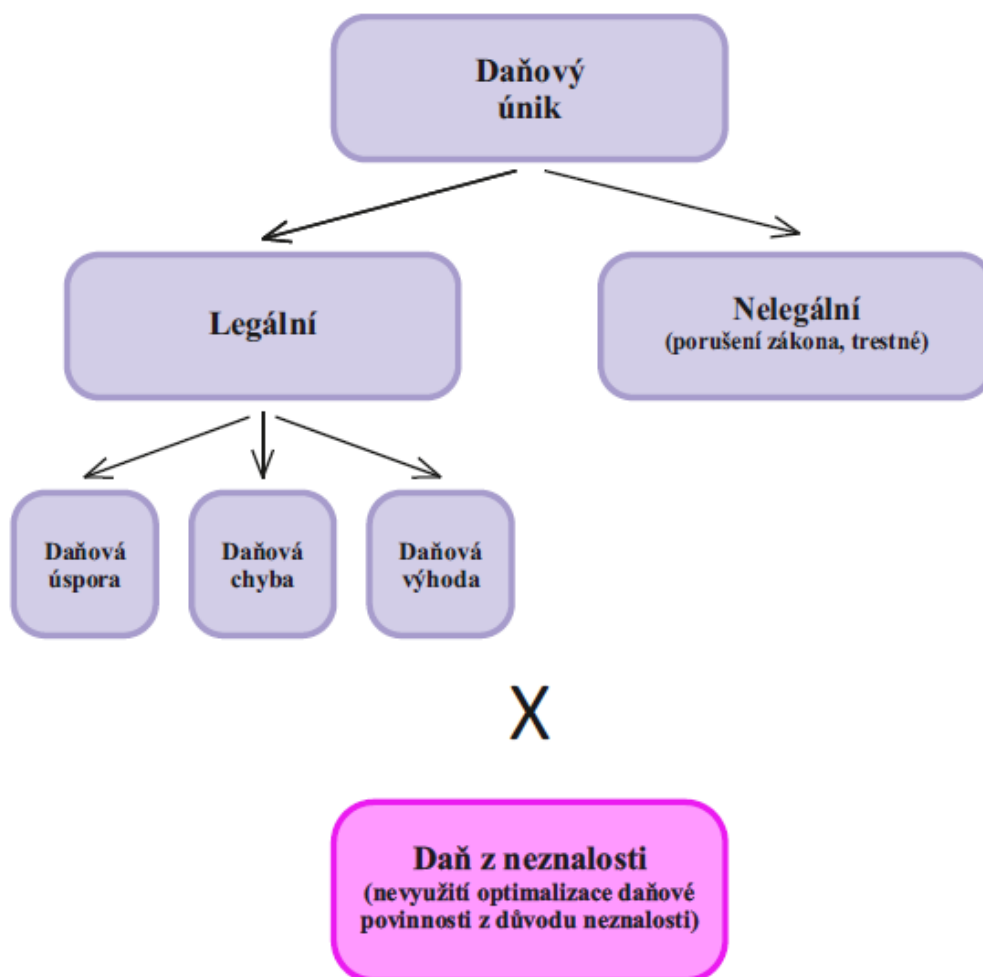 Daňový
únik
Legální
Nelegální
(porušení zákona, trestné)
Daňová
úspora
Daňová
chyba
Daňová
výhoda
X
Daň z neznalosti
(nevyužití optimalizace daňové
povinnosti z důvodu neznalosti)